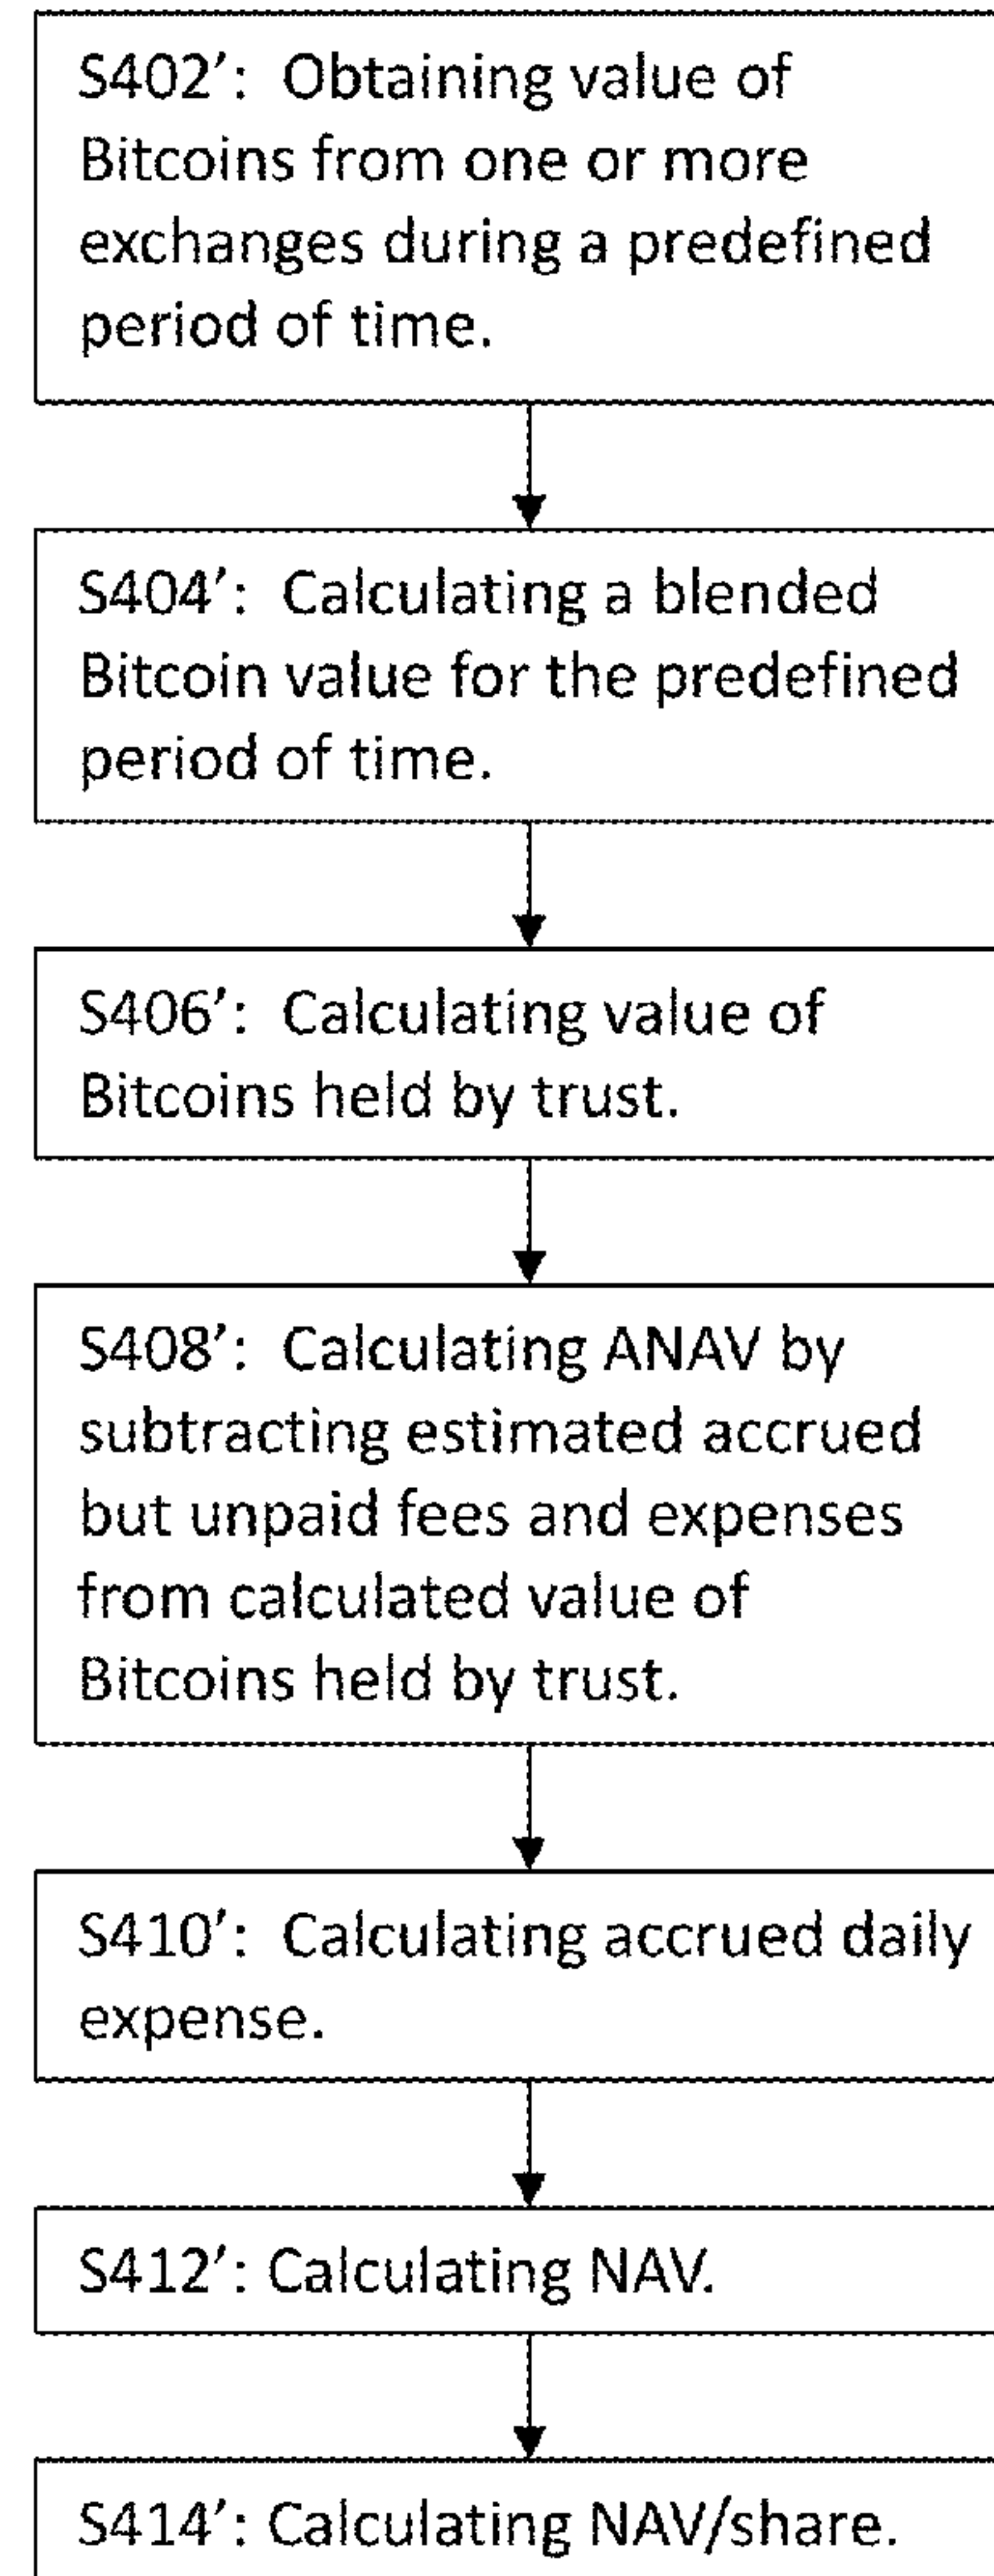 S402′: Obtaining value of
Bitcoins from one or more
exchanges during a predefined
period of time.
S404′: Calculating a blended
Bitcoin value for the predefined
period of time.
S406′: Calculating value of
Bitcoins held by trust.
S408′: Calculating ANAV by
subtracting estimated accrued
but unpaid fees and expenses
from calculated value of
Bitcoins held by trust.
S410′: Calculating accrued daily
expense.
S412′: Calculating NAV.
S414′: Calculating NAV/share.